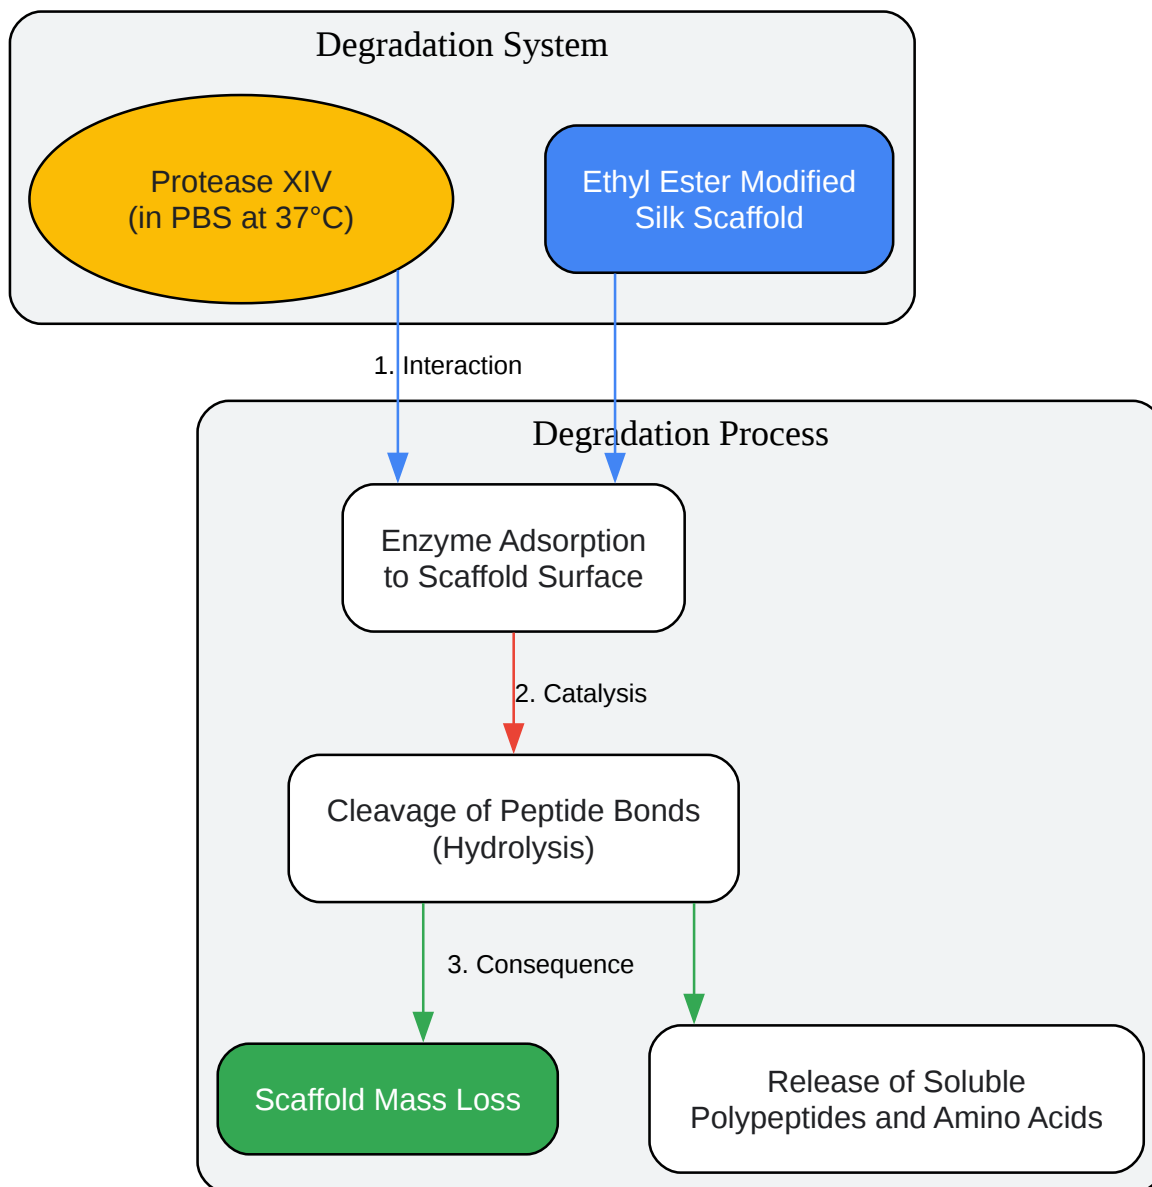 Degradation System
Protease XIV
(in PBS at 37°C)
Ethyl Ester Modified
Silk Scaffold
1. Interaction
Degradation Process
Enzyme Adsorption
to Scaffold Surface
2. Catalysis
Cleavage of Peptide Bonds
(Hydrolysis)
3. Consequence
Scaffold Mass Loss
Release of Soluble
Polypeptides and Amino Acids